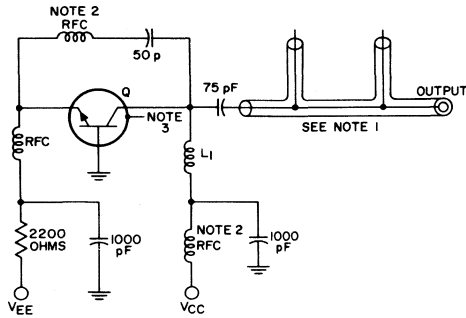 NOTE 2
RFC
50 p
Q
NOTE
3
75 pF
OUTPUT
SEE NOTE 1
RFC
L1
2200
OHMS
1000
pF
NOTE 2
RFC
1000
pF
VEE
VCC